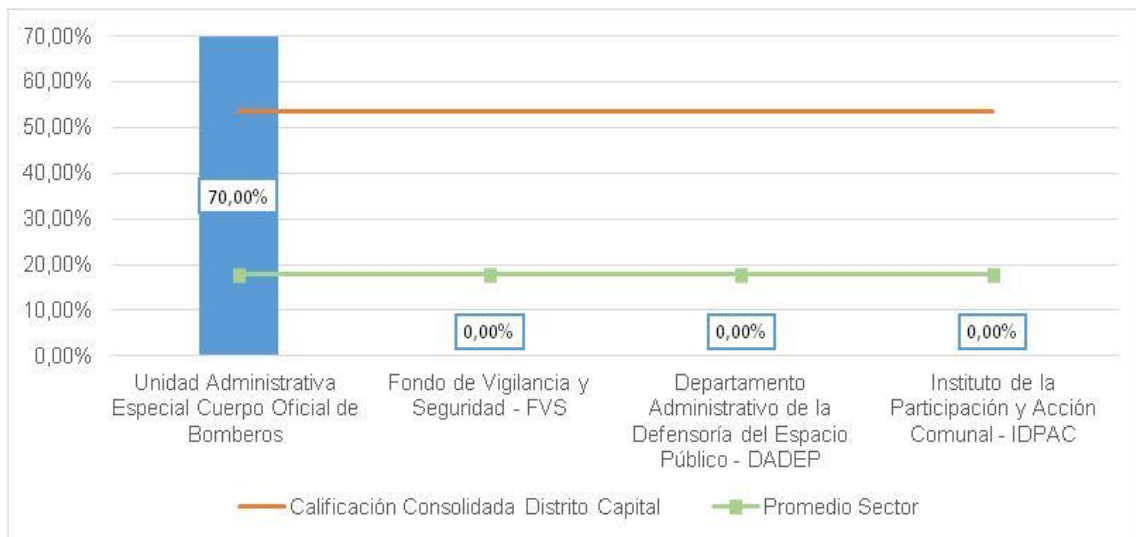 70,00%
60,00%
50,00%
40,00%
30,00%
20,00%
10,00%
0,00%
70,00%
0,00%
0,00%
0,00%
Unidad Administrativa
Especial Cuerpo Oficial de
Bomberos
Fondo de Vigilancia y
Seguridad - FVS
Departamento
Administrativo de la
Defensoría del Espacio
Público - DADEP
Instituto de la
Participación y Acción
Comunal - IDPAC
Calificación Consolidada Distrito Capital
Promedio Sector